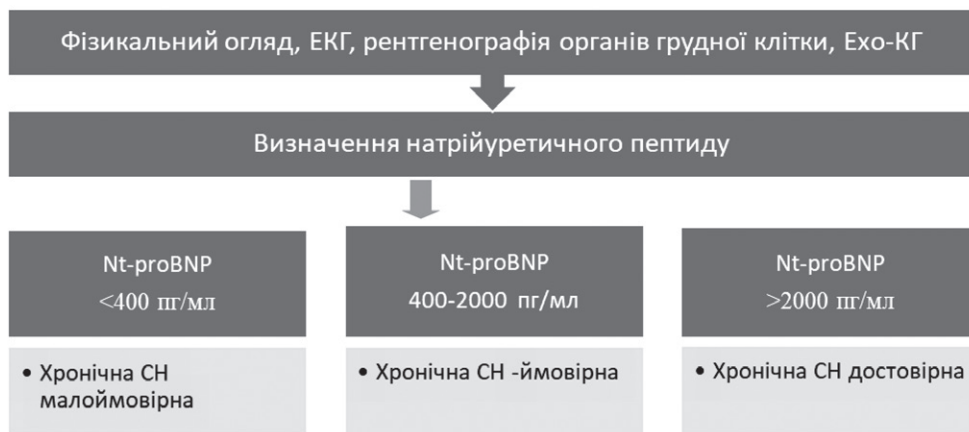 Фізикальний огляд, ЕКГ, рентгенографія органів грудної клітки, Ехо-КГ
Визначення натрійуретичного пептиду
Nt-proBNP
<400 пг/мл
Nt-proBNP
400-2000 пг/мл
Nt-proBNP
>2000 пг/мл
• Хронічна СН
малоймовірна
• Хронічна СН -ймовірна
• Хронічна СН достовірна